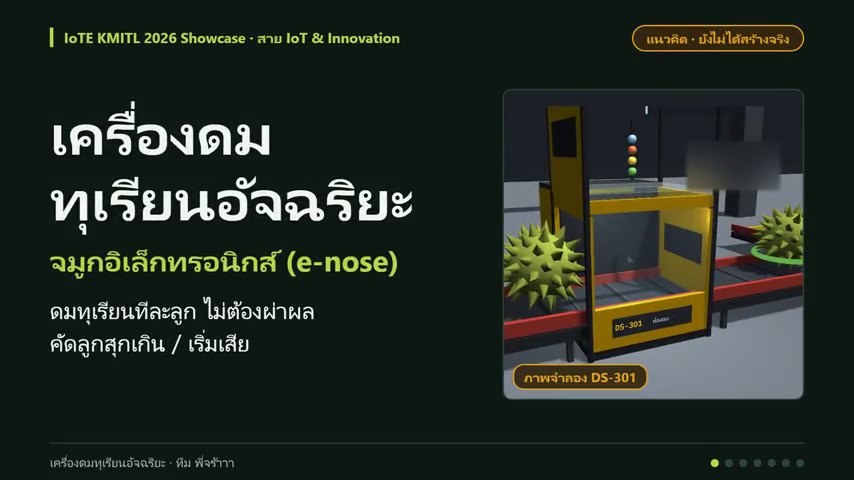 IoTE KMITL 2026 Showcase · สาย IoT & Innovation
แนวคิด · ยังไม่ได้สร้างจริง
เครื่องดม
ทุเรียนอัจฉริยะ
จมูกอิเล็กทรอนิกส์ (e-nose)
ดมทุเรียนทีละลูก ไม่ต้องผ่าผล
คัดลูกสุกเกิน / เริ่มเสีย
DS-301 ห้องดม
ภาพจำลอง DS-301
เครื่องดมทุเรียนอัจฉริยะ · ทีม พี่จร้าาา